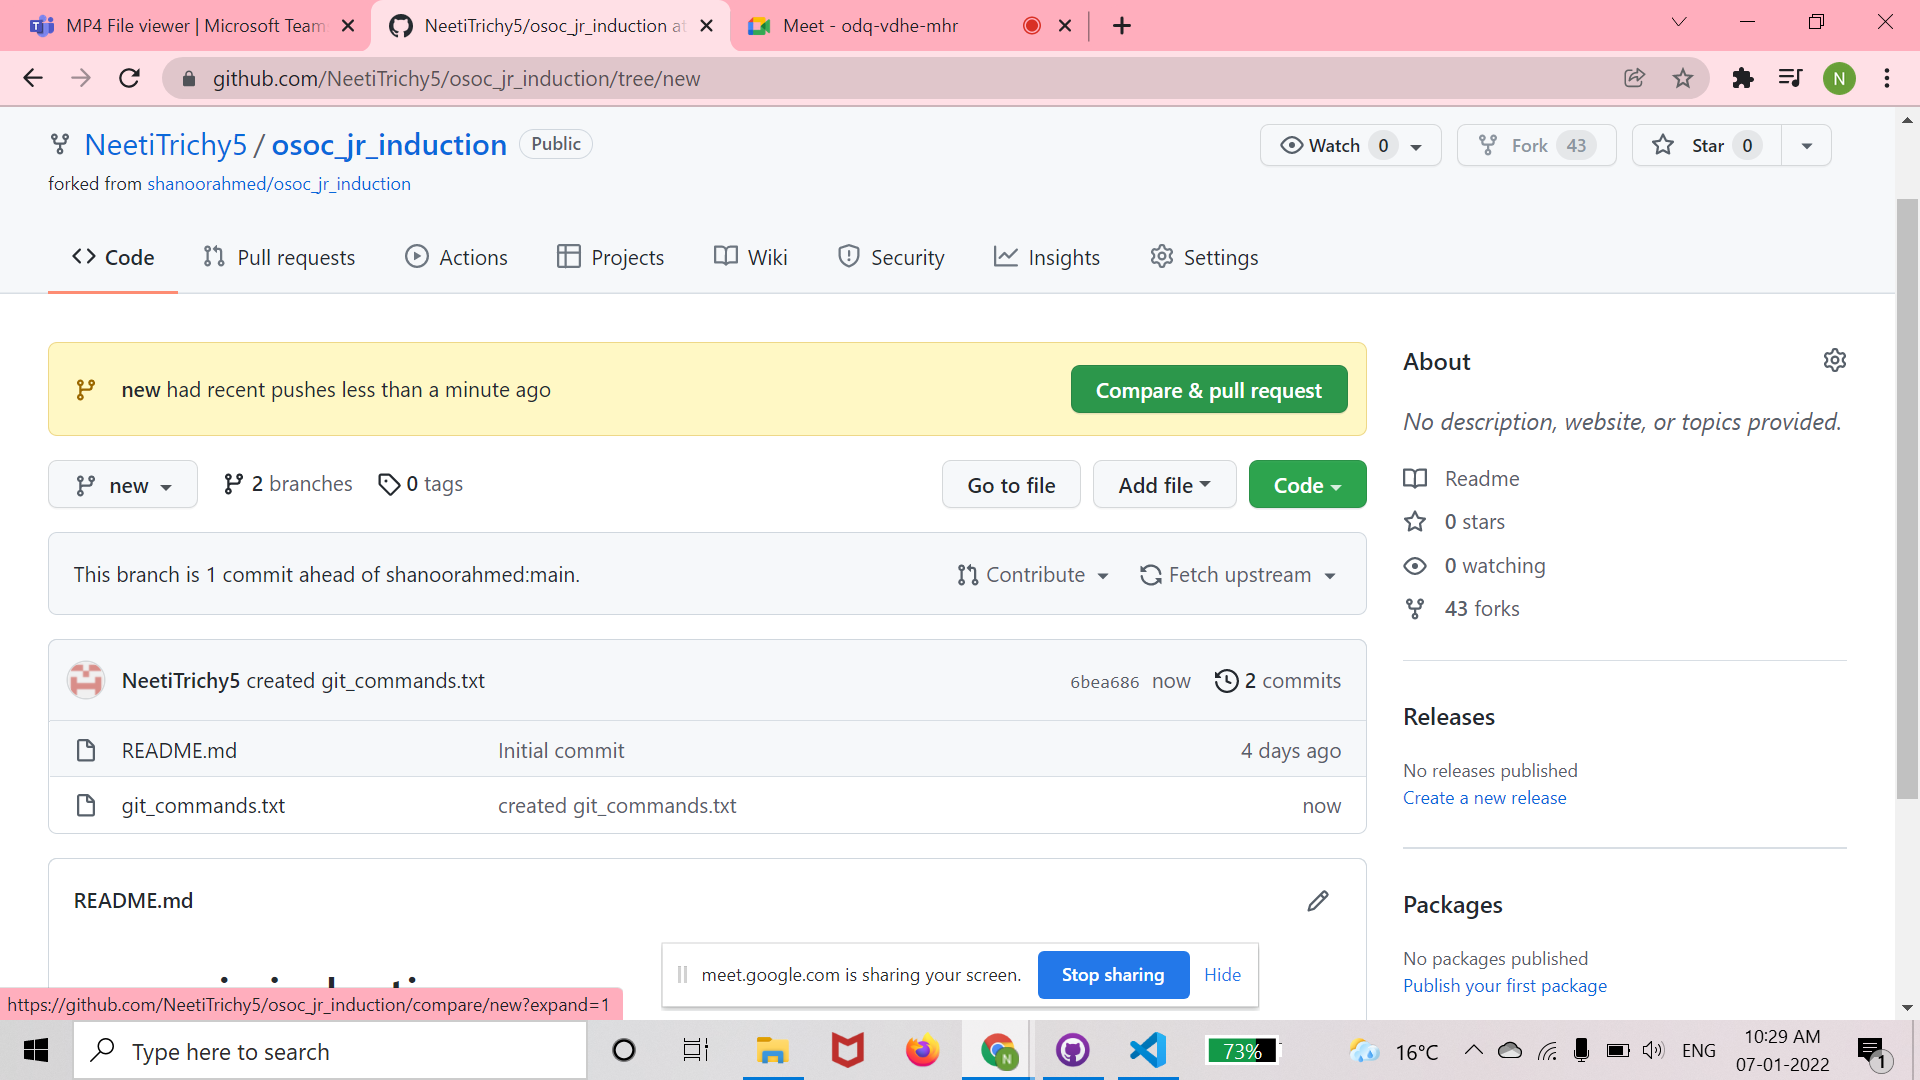 MP4 File viewer | Microsoft Team
NeetiTrichy5/osoc_jr_induction at
Meet - odq-vdhe-mhr
github.com/NeetiTrichy5/osoc_jr_induction/tree/new
N
NeetiTrichy5 / osoc_jr_induction Public
Watch 0
Fork 43
Star 0
forked from shanoorahmed/osoc_jr_induction
Code
Pull requests
Actions
Projects
Wiki
Security
Insights
Settings
new had recent pushes less than a minute ago
Compare & pull request
new
2 branches
0 tags
Go to file
Add file
Code
This branch is 1 commit ahead of shanoorahmed:main.
Contribute
Fetch upstream
NeetiTrichy5 created git_commands.txt
6bea686 now
2 commits
README.md Initial commit 4 days ago
git_commands.txt created git_commands.txt now
README.md
About
No description, website, or topics provided.
Readme
0 stars
0 watching
43 forks
Releases
No releases published
Create a new release
Packages
No packages published
Publish your first package
meet.google.com is sharing your screen.
Stop sharing
Hide
https://github.com/NeetiTrichy5/osoc_jr_induction/compare/new?expand=1
Type here to search
N
73%
16°C
ENG
10:29 AM
07-01-2022
1